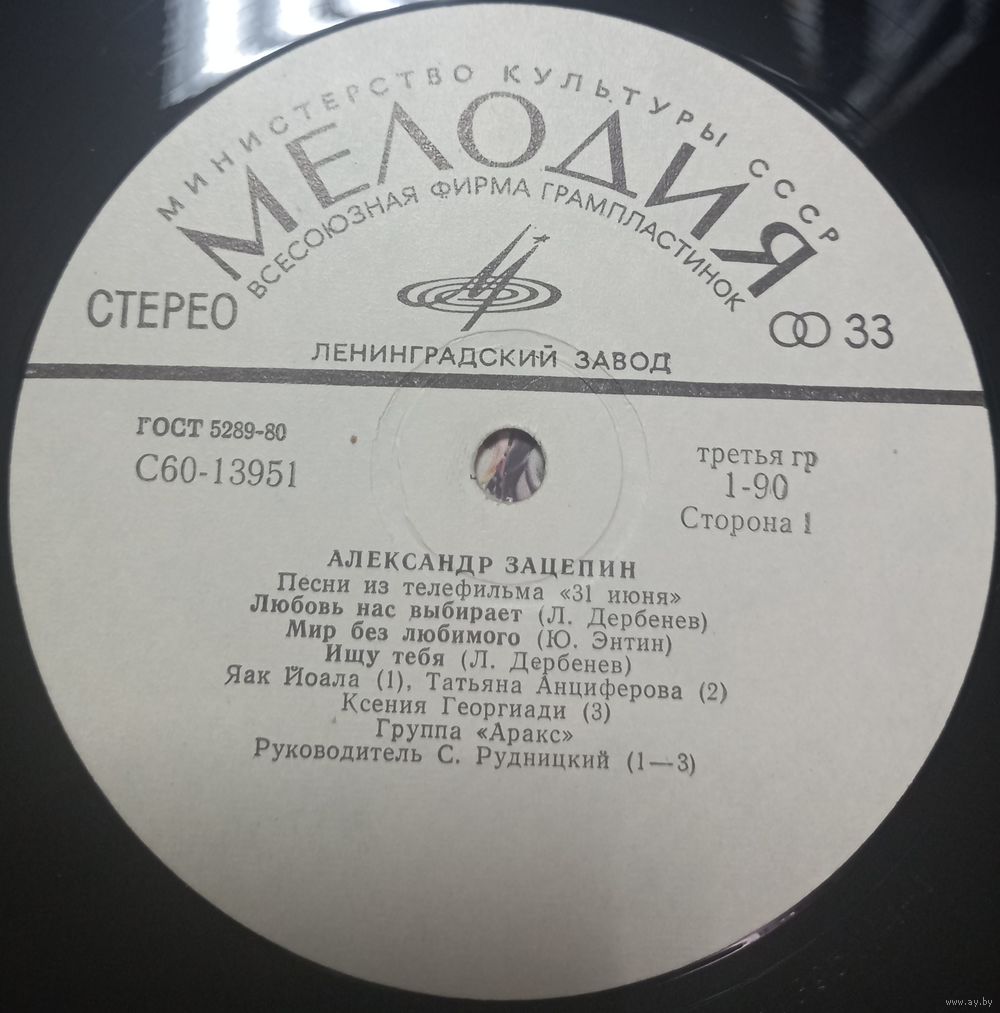 МИНИСТЕРСТВО КУЛЬТУРЫ СССР
МЕЛОДИЯ
ВСЕСОЮЗНАЯ ФИРМА ГРАМПЛАСТИНОК
СТЕРЕО
33
ЛЕНИНГРАДСКИЙ ЗАВОД
ГОСТ 5289-80
С60-13951
третья гр
1-90
Сторона 1
АЛЕКСАНДР ЗАЦЕПИН
Песни из телефильма «31 июня»
Любовь нас выбирает (Л. Дербенев)
Мир без любимого (Ю. Энтин)
Ищу тебя (Л. Дербенев)
Яак Йоала (1), Татьяна Анциферова (2)
Ксения Георгиади (3)
Группа «Аракс»
Руководитель С. Рудницкий (1—3)
www.ay.by